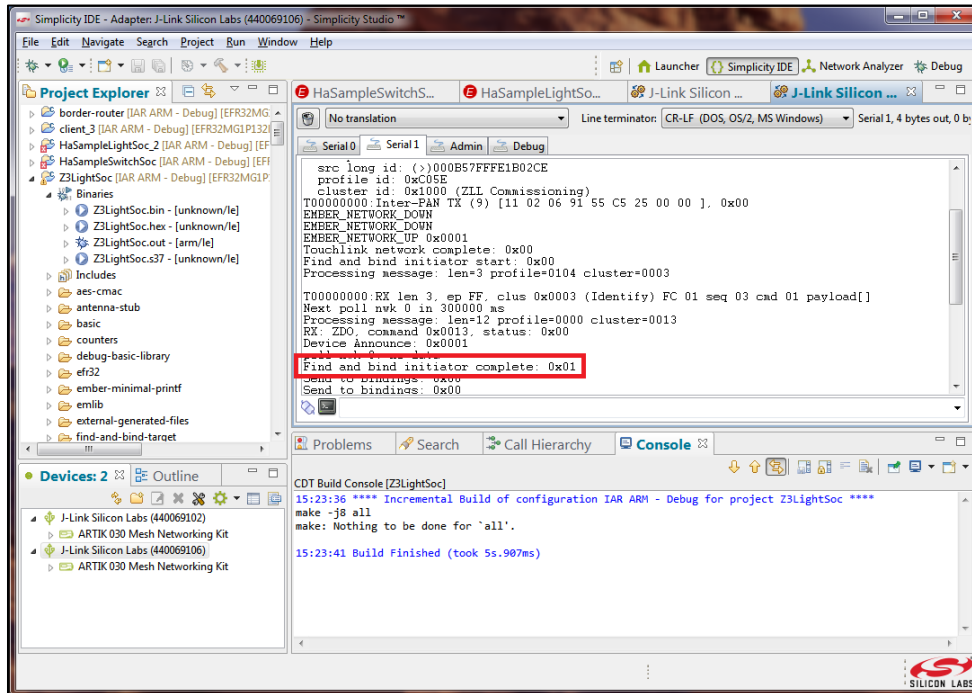 Simplicity IDE - Adapter: J-Link Silicon Labs (440069106) - Simplicity Studio ™
File Edit Navigate Search Project Run Window Help
Launcher Simplicity IDE Network Analyzer Debug
Project Explorer
border-router [IAR ARM - Debug] [EFR32MG
client_3 [IAR ARM - Debug] [EFR32MG1P132
HaSampleLightSoc_2 [IAR ARM - Debug] [EF
HaSampleSwitchSoc [IAR ARM - Debug] [EF
Z3LightSoc [IAR ARM - Debug] [EFR32MG1P
Binaries
Z3LightSoc.bin - [unknown/le]
Z3LightSoc.hex - [unknown/le]
Z3LightSoc.out - [arm/le]
Z3LightSoc.s37 - [unknown/le]
Includes
aes-cmac
antenna-stub
basic
counters
debug-basic-library
efr32
ember-minimal-printf
emlib
external-generated-files
find-and-bind-target
Devices: 2 Outline
J-Link Silicon Labs (440069102)
ARTIK 030 Mesh Networking Kit
J-Link Silicon Labs (440069106)
ARTIK 030 Mesh Networking Kit
HaSampleSwitchS... HaSampleLightSo... J-Link Silicon ... J-Link Silicon ...
No translation Line terminator: CR-LF (DOS, OS/2, MS Windows) Serial 1, 4 bytes out, 0 by
Serial 0 Serial 1 Admin Debug
src long id: (>)000B57FFFE1B02CE
profile id: 0xC05E
cluster id: 0x1000 (ZLL Commissioning)
T00000000:Inter-PAN TX (9) [11 02 06 91 55 C5 25 00 00 ], 0x00
EMBER_NETWORK_DOWN
EMBER_NETWORK_DOWN
EMBER_NETWORK_UP 0x0001
Touchlink network complete: 0x00
Find and bind initiator start: 0x00
Processing message: len=3 profile=0104 cluster=0003
T00000000:RX len 3, ep FF, clus 0x0003 (Identify) FC 01 seq 03 cmd 01 payload[]
Next poll nwk 0 in 300000 ms
Processing message: len=12 profile=0000 cluster=0013
RX: ZDO, command 0x0013, status: 0x00
Device Announce: 0x0001
poll nwk 0: no data
Find and bind initiator complete: 0x01
Send to bindings: 0x00
Send to bindings: 0x00
Problems Search Call Hierarchy Console
CDT Build Console [Z3LightSoc]
15:23:36 **** Incremental Build of configuration IAR ARM - Debug for project Z3LightSoc ****
make -j8 all
make: Nothing to be done for `all'.
15:23:41 Build Finished (took 5s.907ms)
SILICON LABS